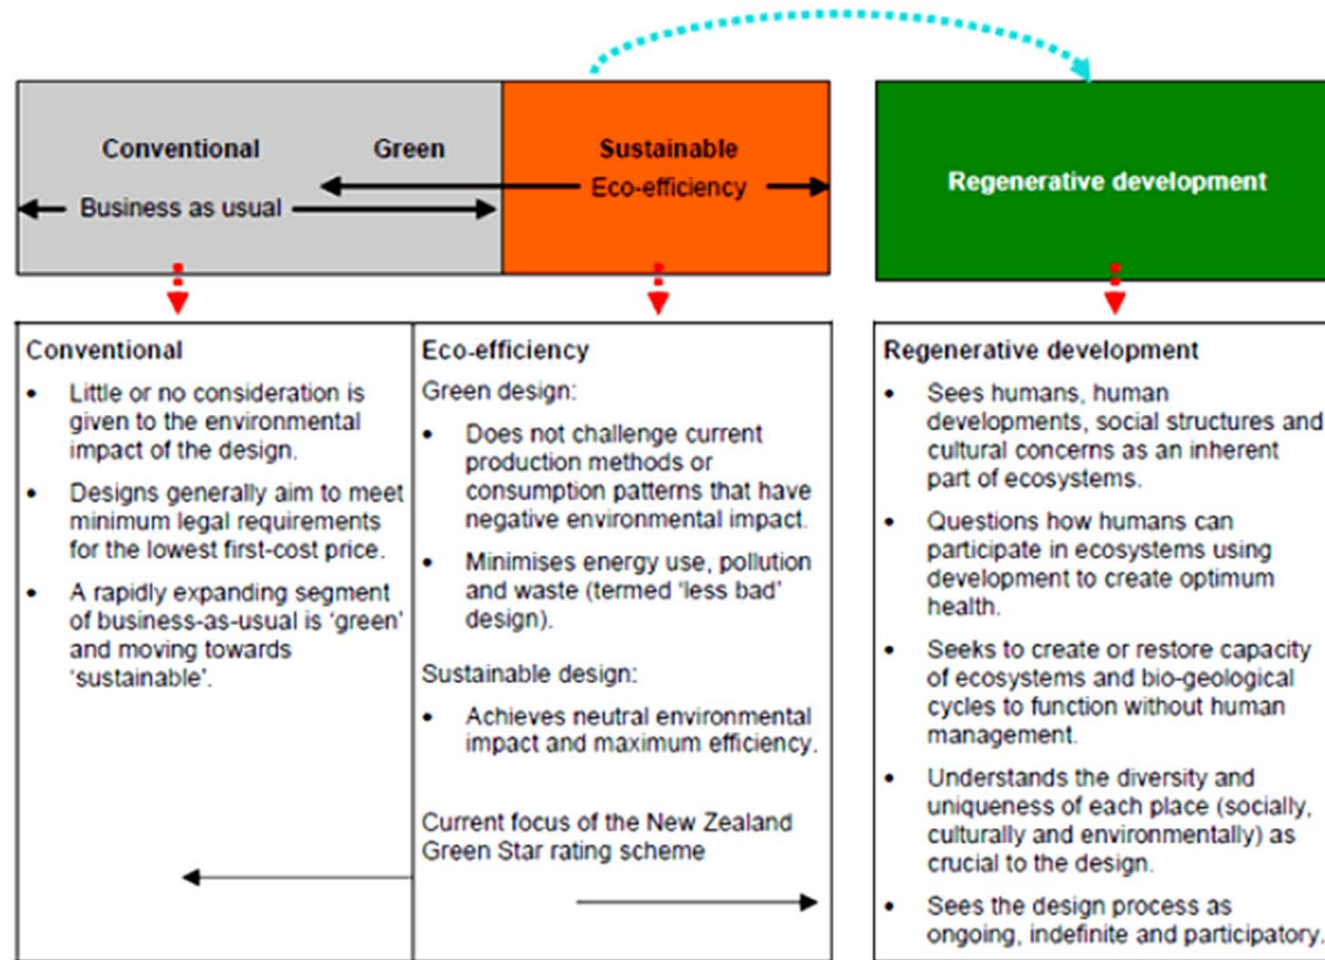 Conventional
Green
Business as usual
Sustainable
Eco-efficiency
Regenerative development
Conventional
• Little or no consideration is
given to the environmental
impact of the design.
• Designs generally aim to meet
minimum legal requirements
for the lowest first-cost price.
• A rapidly expanding segment
of business-as-usual is ‘green’
and moving towards
‘sustainable’.
Eco-efficiency
Green design:
• Does not challenge current
production methods or
consumption patterns that have
negative environmental impact.
• Minimises energy use, pollution
and waste (termed ‘less bad’
design).
Sustainable design:
• Achieves neutral environmental
impact and maximum efficiency.
Current focus of the New Zealand
Green Star rating scheme
Regenerative development
• Sees humans, human
developments, social structures and
cultural concerns as an inherent
part of ecosystems.
• Questions how humans can
participate in ecosystems using
development to create optimum
health.
• Seeks to create or restore capacity
of ecosystems and bio-geological
cycles to function without human
management.
• Understands the diversity and
uniqueness of each place (socially,
culturally and environmentally) as
crucial to the design.
• Sees the design process as
ongoing, indefinite and participatory.